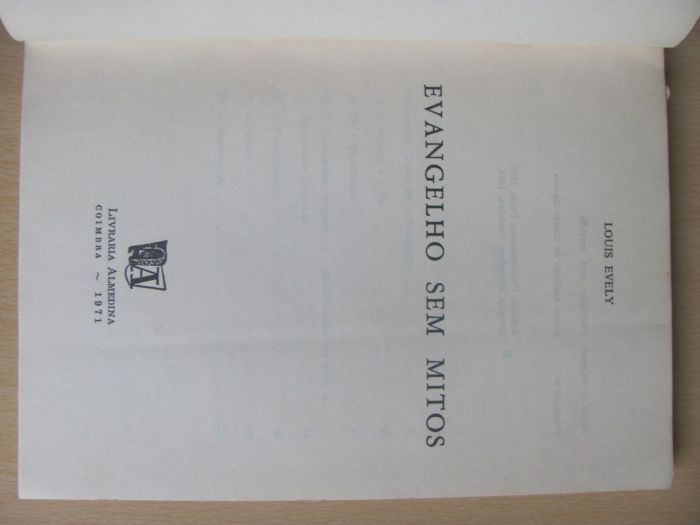 LOUIS EVELY
EVANGELHO SEM MITOS
A
LIVRARIA ALMEDINA
COIMBRA ~ 1971